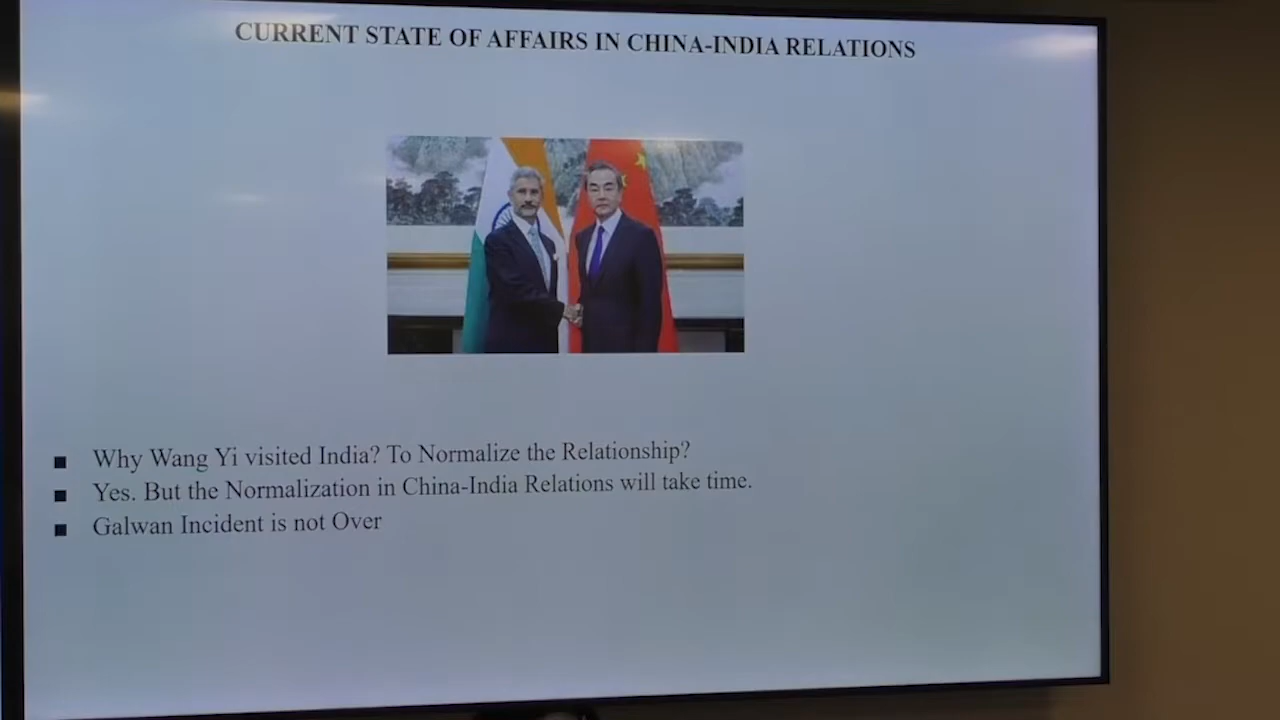 CURRENT STATE OF AFFAIRS IN CHINA-INDIA RELATIONS
■ Why Wang Yi visited India? To Normalize the Relationship?
■ Yes. But the Normalization in China-India Relations will take time.
■ Galwan Incident is not Over